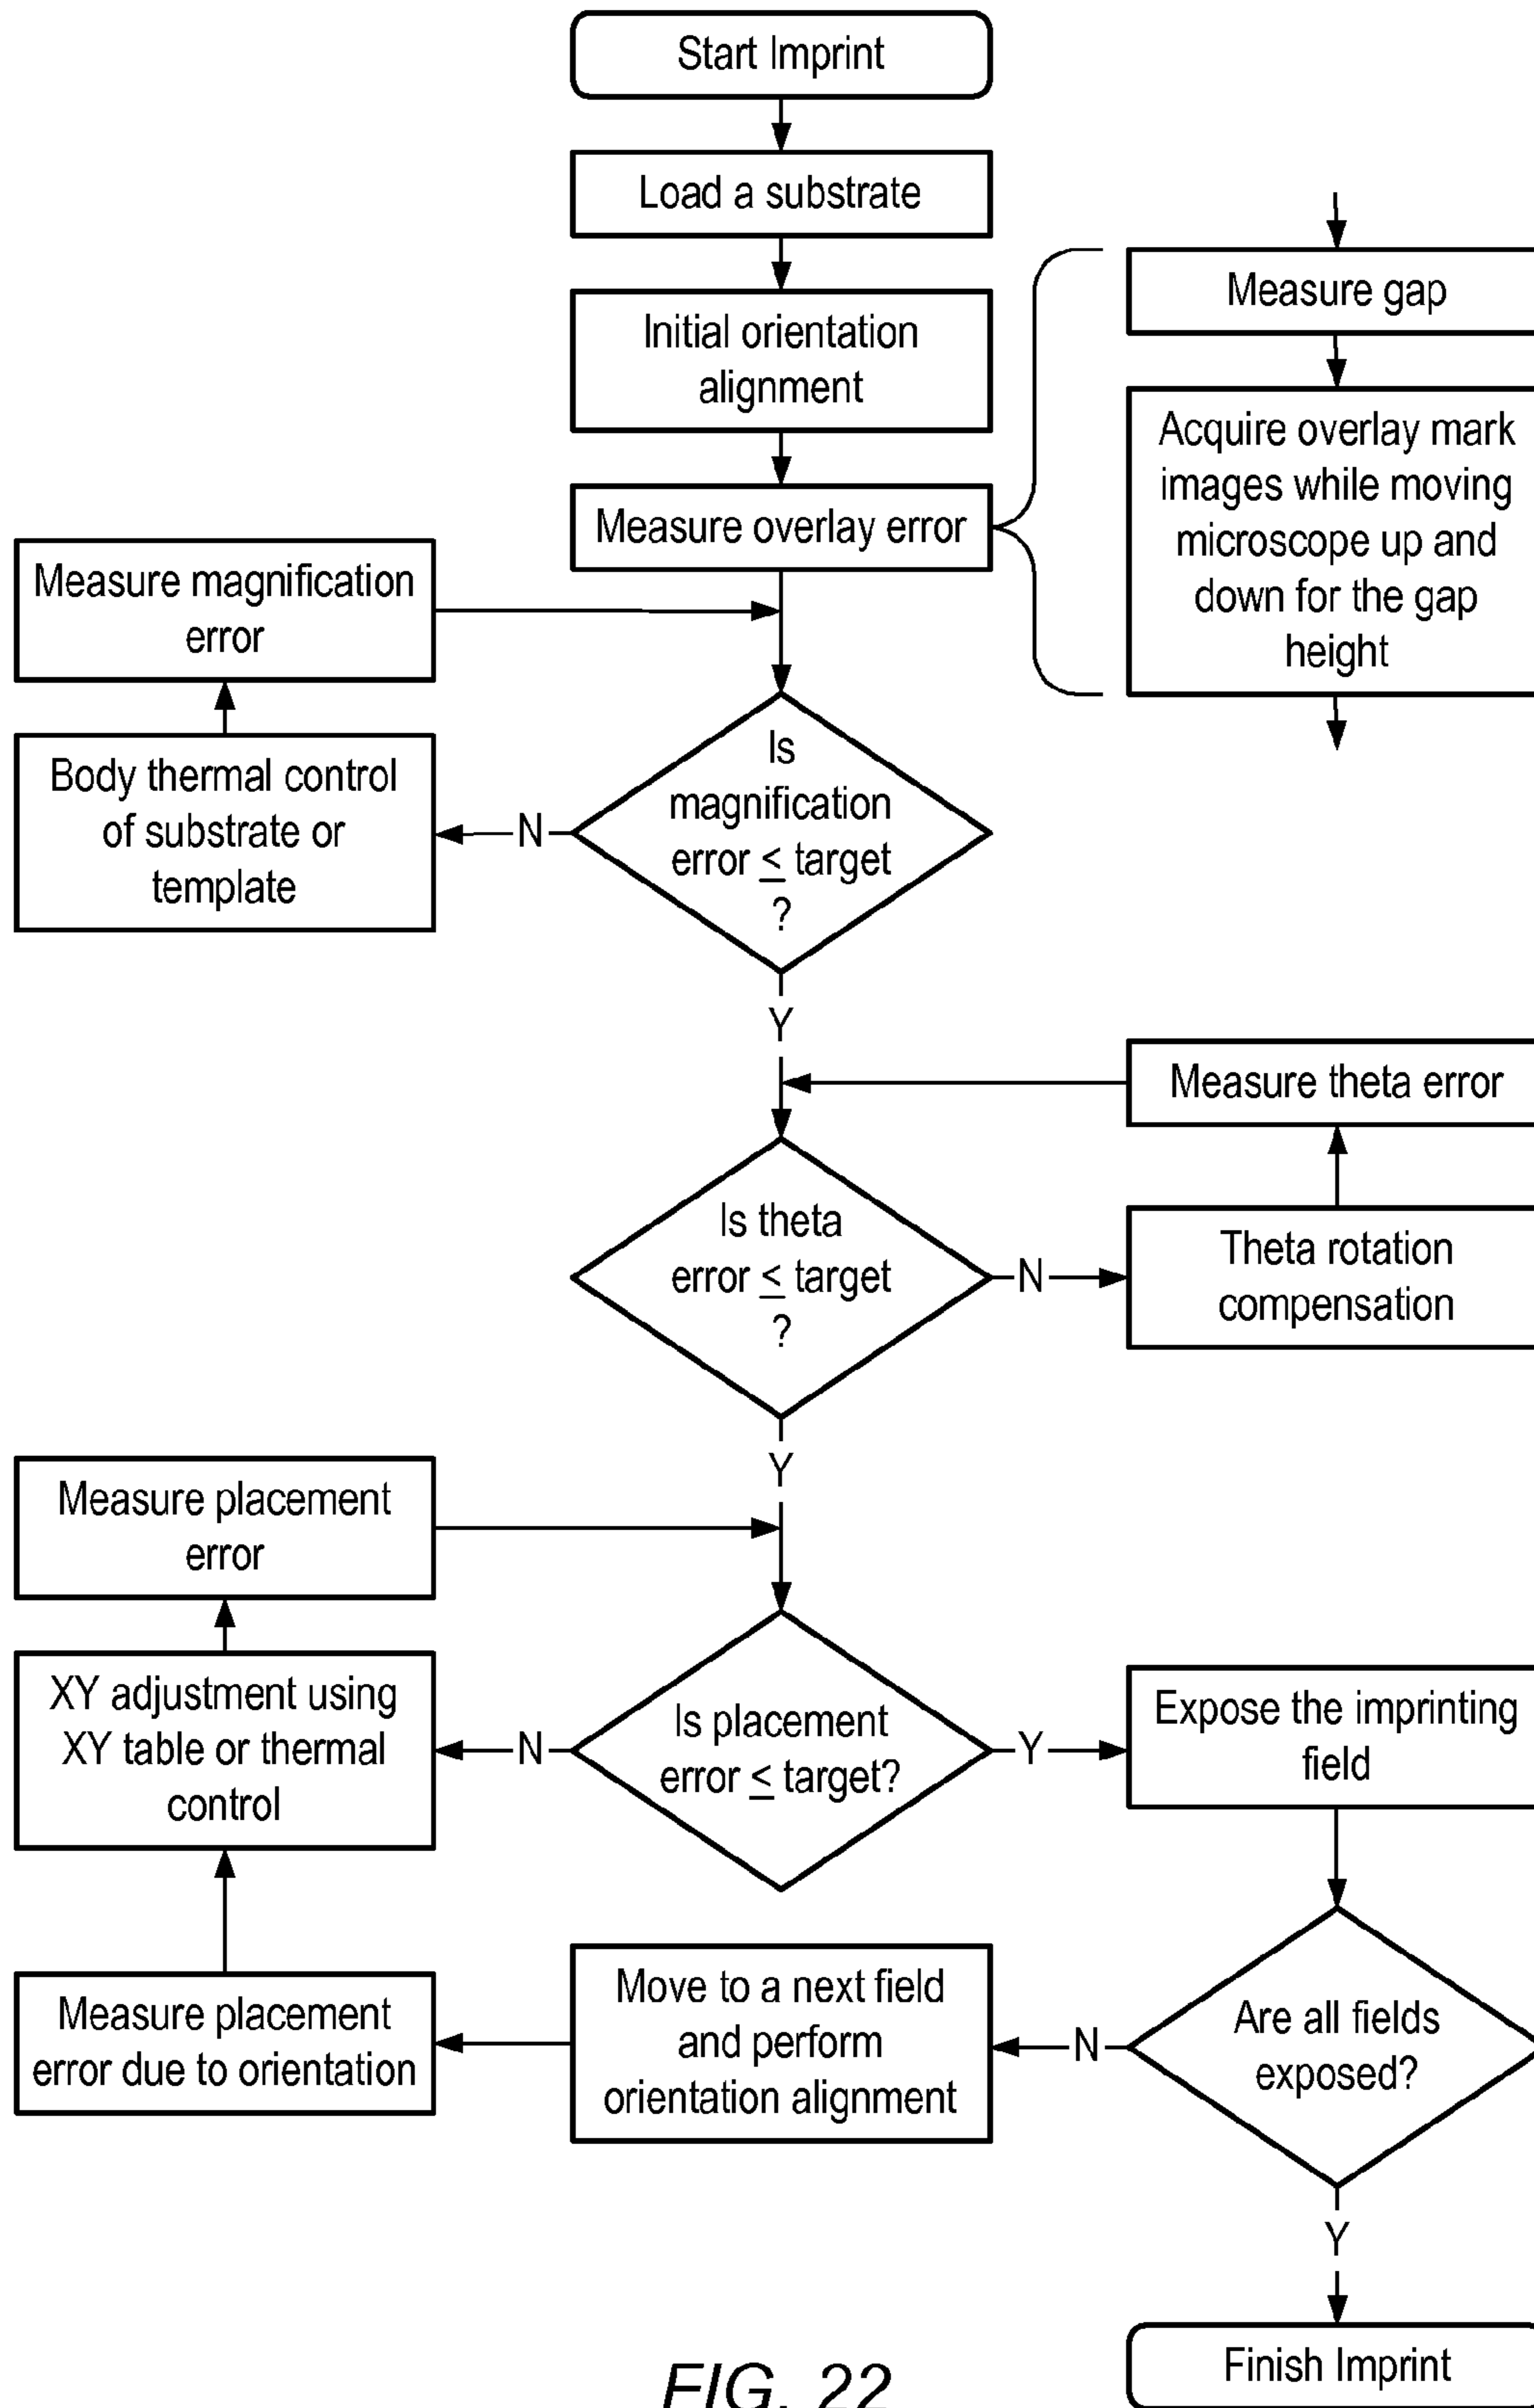 Start Imprint
Load a substrate
Initial orientation
alignment
Measure overlay error
Measure gap
Acquire overlay mark
images while moving
microscope up and
down for the gap
height
Measure magnification
error
Body thermal control
of substrate or
template
N
Is
magnification
error ≤ target
?
Y
Measure theta error
Is theta
error ≤ target
?
N
Theta rotation
compensation
Y
Measure placement
error
XY adjustment using
XY table or thermal
control
N
Is placement
error ≤ target?
Y
Expose the imprinting
field
Measure placement
error due to orientation
Move to a next field
and perform
orientation alignment
N
Are all fields
exposed?
Y
Finish Imprint
FIG. 22